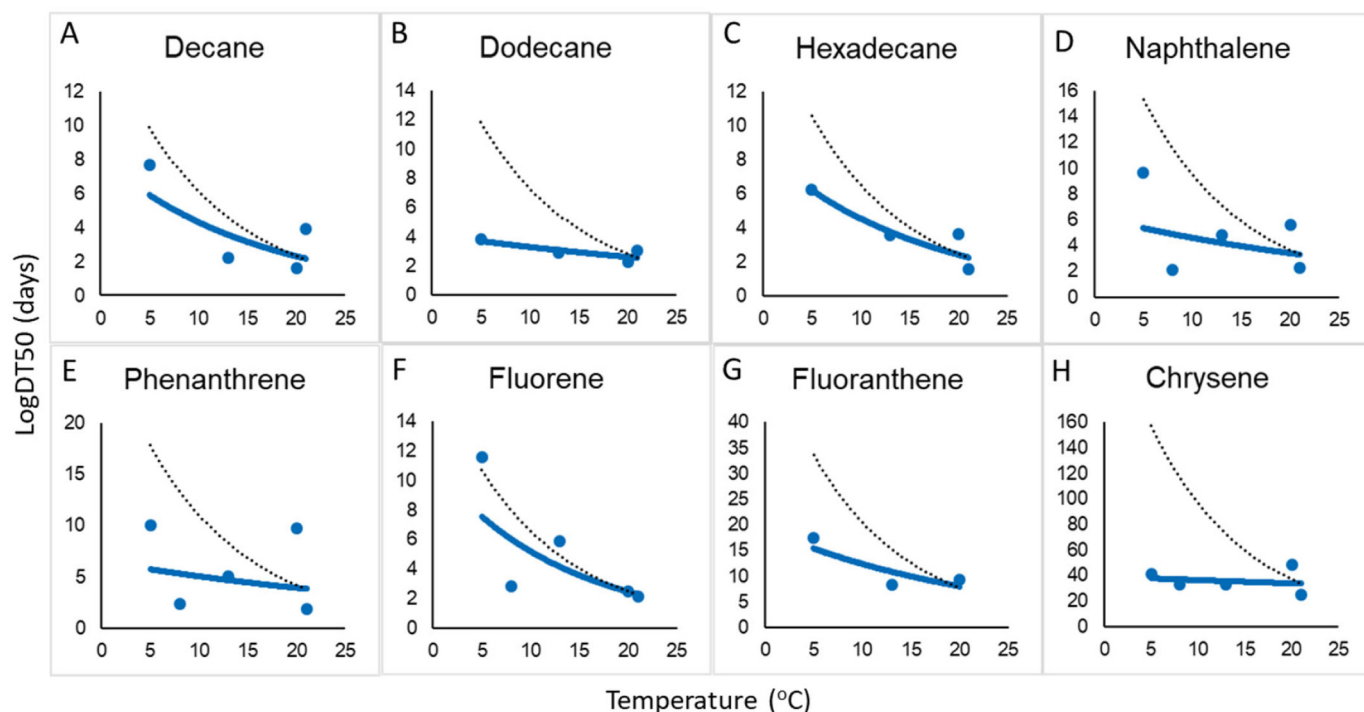 A
Decane
12
10
8
6
4
2
0
0 5 10 15 20 25
B
Dodecane
14
12
10
8
6
4
2
0
0 5 10 15 20 25
C
Hexadecane
12
10
8
6
4
2
0
0 5 10 15 20 25
D
Naphthalene
16
14
12
10
8
6
4
2
0
0 5 10 15 20 25
LogDT50 (days)
E
Phenanthrene
20
15
10
5
0
0 5 10 15 20 25
F
Fluorene
14
12
10
8
6
4
2
0
0 5 10 15 20 25
G
Fluoranthene
40
35
30
25
20
15
10
5
0
0 5 10 15 20 25
H
Chrysene
160
140
120
100
80
60
40
20
0
0 5 10 15 20 25
Temperature (°C)